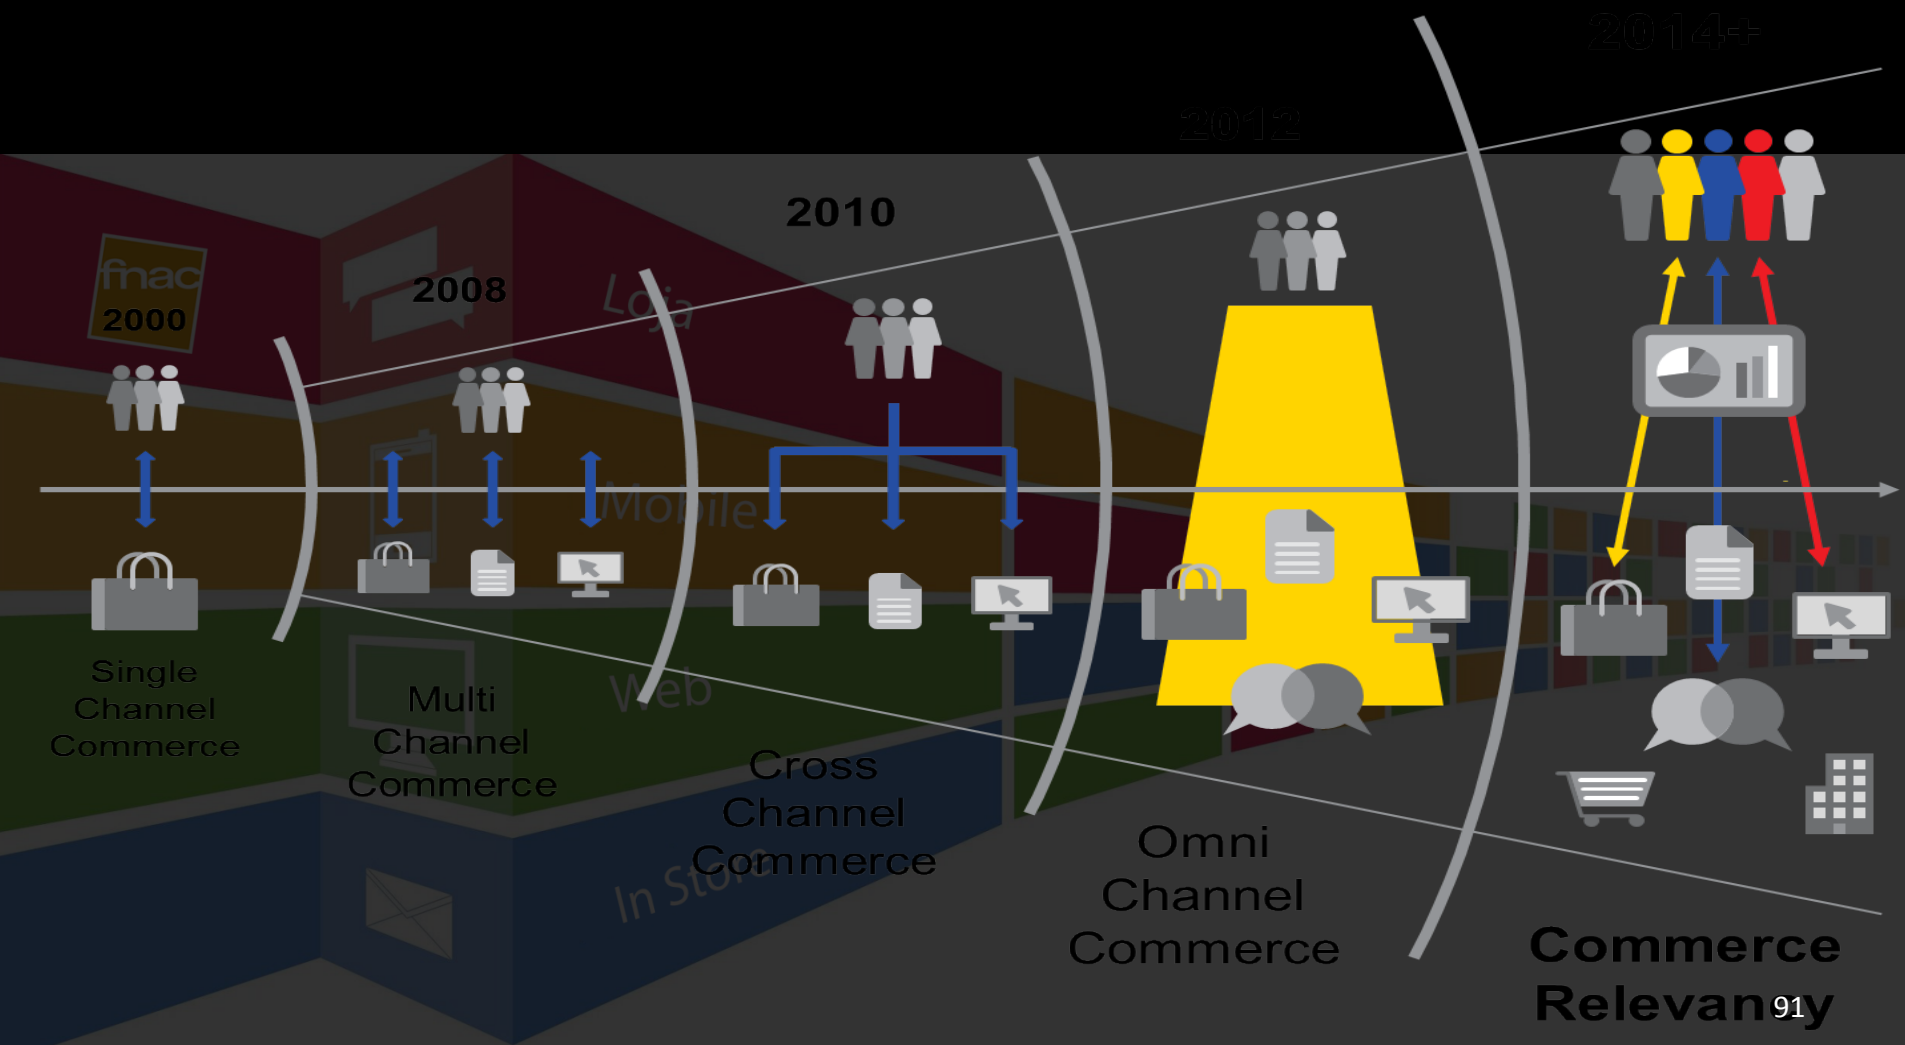 2014+
2012
2010
2008
fnac
2000
Loja
Mobile
Web
In Store
Single
Channel
Commerce
Multi
Channel
Commerce
Cross
Channel
Commerce
Omni
Channel
Commerce
Commerce
Relevancy
91